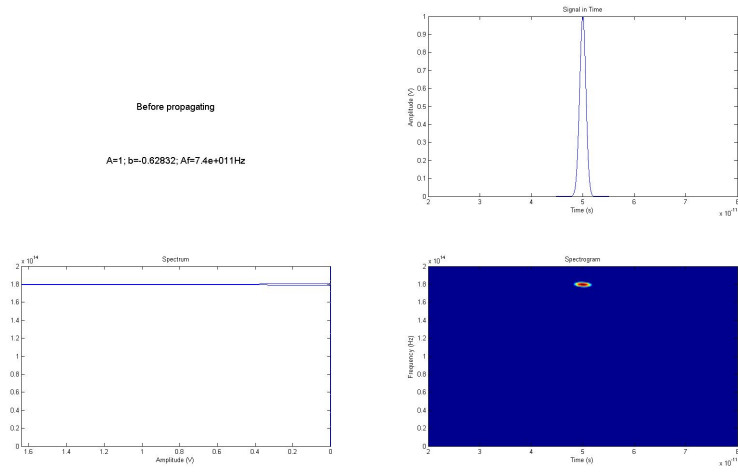 Before propagating
A=1; b=-0.62832; Af=7.4e+011Hz
Signal in Time
Amplitude (V)
1
0.9
0.8
0.7
0.6
0.5
0.4
0.3
0.2
0.1
0
2 3 4 5 6 7 8
Time (s)
x 10^-11
Spectrum
x 10^14
2
1.8
1.6
1.4
1.2
1
0.8
0.6
0.4
0.2
0
1.6 1.4 1.2 1 0.8 0.6 0.4 0.2 0
Amplitude (V)
Spectrogram
x 10^14
Frequency (Hz)
2
1.8
1.6
1.4
1.2
1
0.8
0.6
0.4
0.2
0
2 3 4 5 6 7 8
Time (s)
x 10^-11